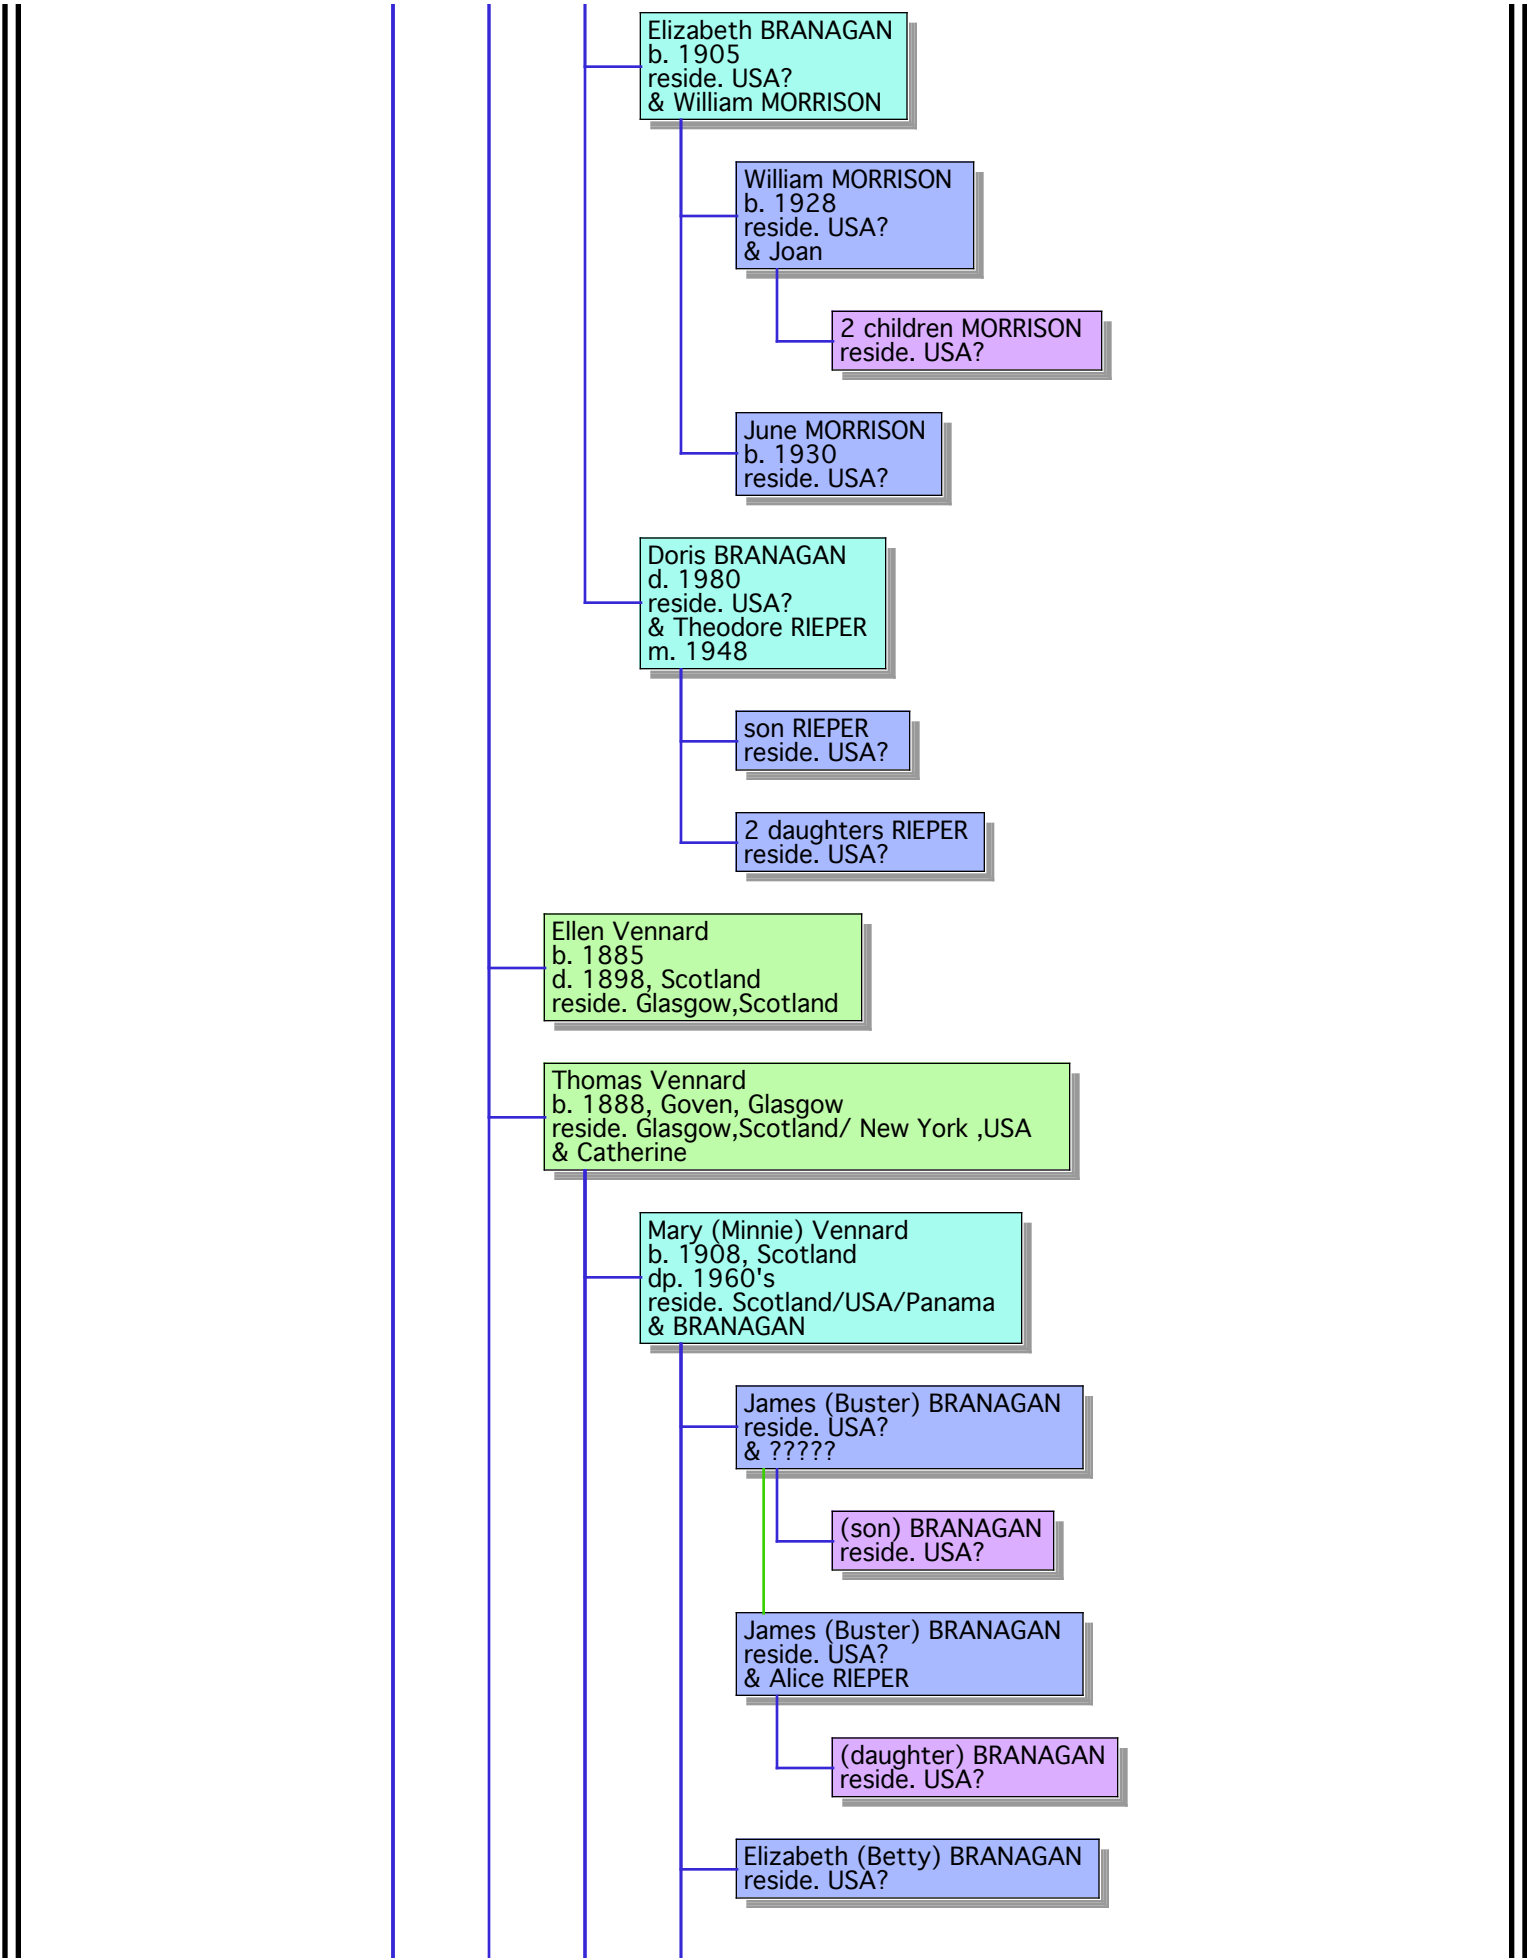 Elizabeth BRANAGAN
b. 1905
reside. USA?
& William MORRISON
William MORRISON
b. 1928
reside. USA?
& Joan
2 children MORRISON
reside. USA?
June MORRISON
b. 1930
reside. USA?
Doris BRANAGAN
d. 1980
reside. USA?
& Theodore RIEPER
m. 1948
son RIEPER
reside. USA?
2 daughters RIEPER
reside. USA?
Ellen Vennard
b. 1885
d. 1898, Scotland
reside. Glasgow,Scotland
Thomas Vennard
b. 1888, Goven, Glasgow
reside. Glasgow,Scotland/ New York ,USA
& Catherine
Mary (Minnie) Vennard
b. 1908, Scotland
dp. 1960's
reside. Scotland/USA/Panama
& BRANAGAN
James (Buster) BRANAGAN
reside. USA?
& ?????
(son) BRANAGAN
reside. USA?
James (Buster) BRANAGAN
reside. USA?
& Alice RIEPER
(daughter) BRANAGAN
reside. USA?
Elizabeth (Betty) BRANAGAN
reside. USA?